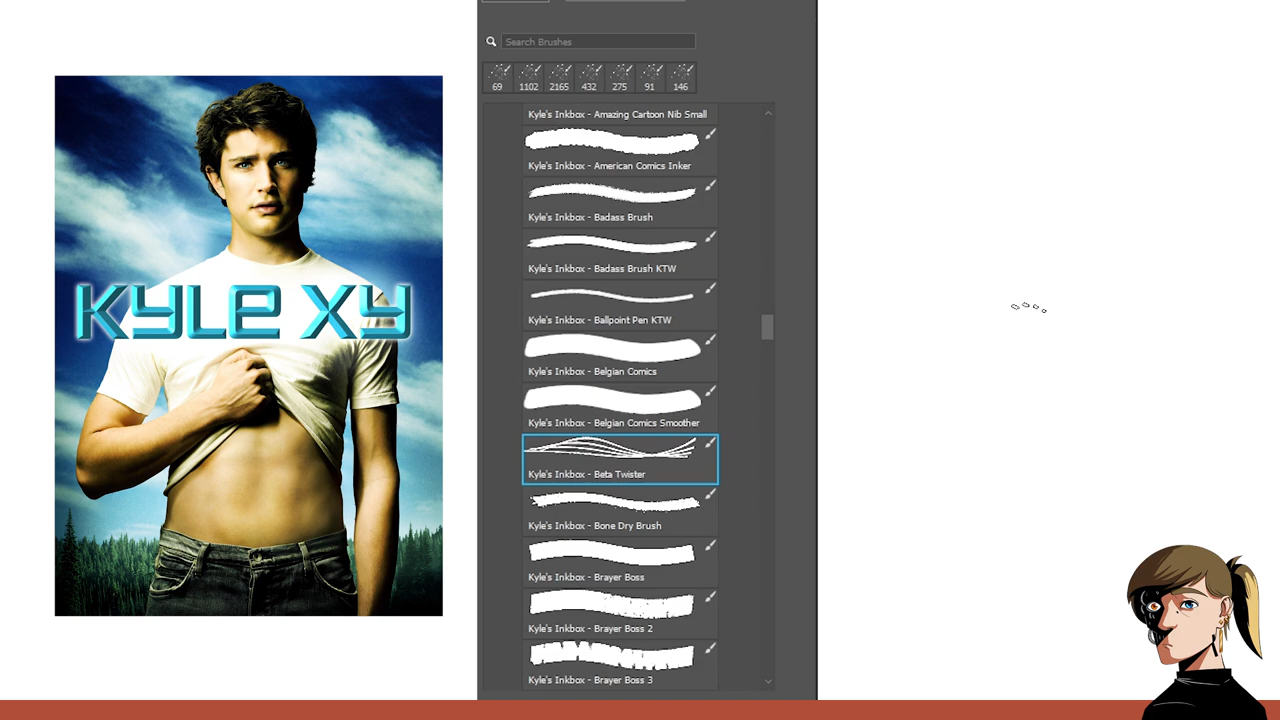 KYLE XY
Search Brushes
69 1102 2165 432 275 91 146
Kyle's Inkbox - Amazing Cartoon Nib Small
Kyle's Inkbox - American Comics Inker
Kyle's Inkbox - Badass Brush
Kyle's Inkbox - Badass Brush KTW
Kyle's Inkbox - Ballpoint Pen KTW
Kyle's Inkbox - Belgian Comics
Kyle's Inkbox - Belgian Comics Smoother
Kyle's Inkbox - Beta Twister
Kyle's Inkbox - Bone Dry Brush
Kyle's Inkbox - Brayer Boss
Kyle's Inkbox - Brayer Boss 2
Kyle's Inkbox - Brayer Boss 3